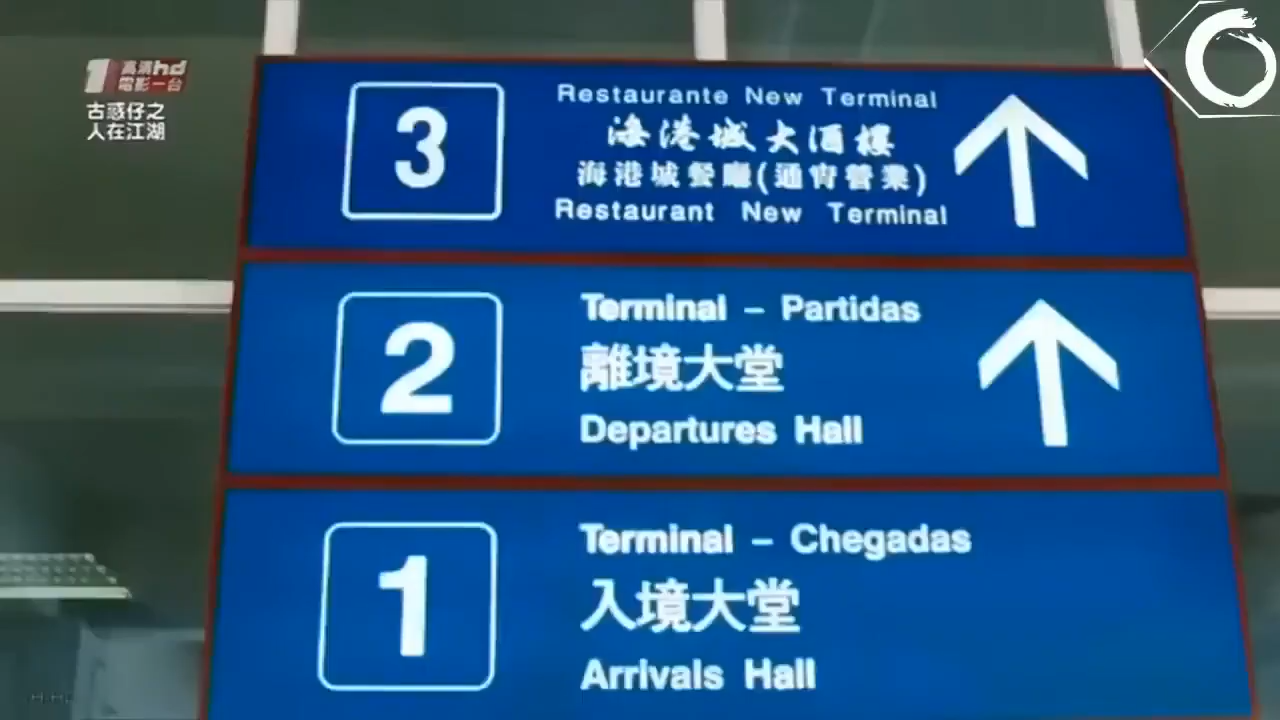 1 高清hd
電影一台
古惑仔之
人在江湖
3
Restaurante New Terminal
海港城大酒樓
海港城餐廳(通宵營業)
Restaurant New Terminal
2
Terminal – Partidas
離境大堂
Departures Hall
1
Terminal – Chegadas
入境大堂
Arrivals Hall